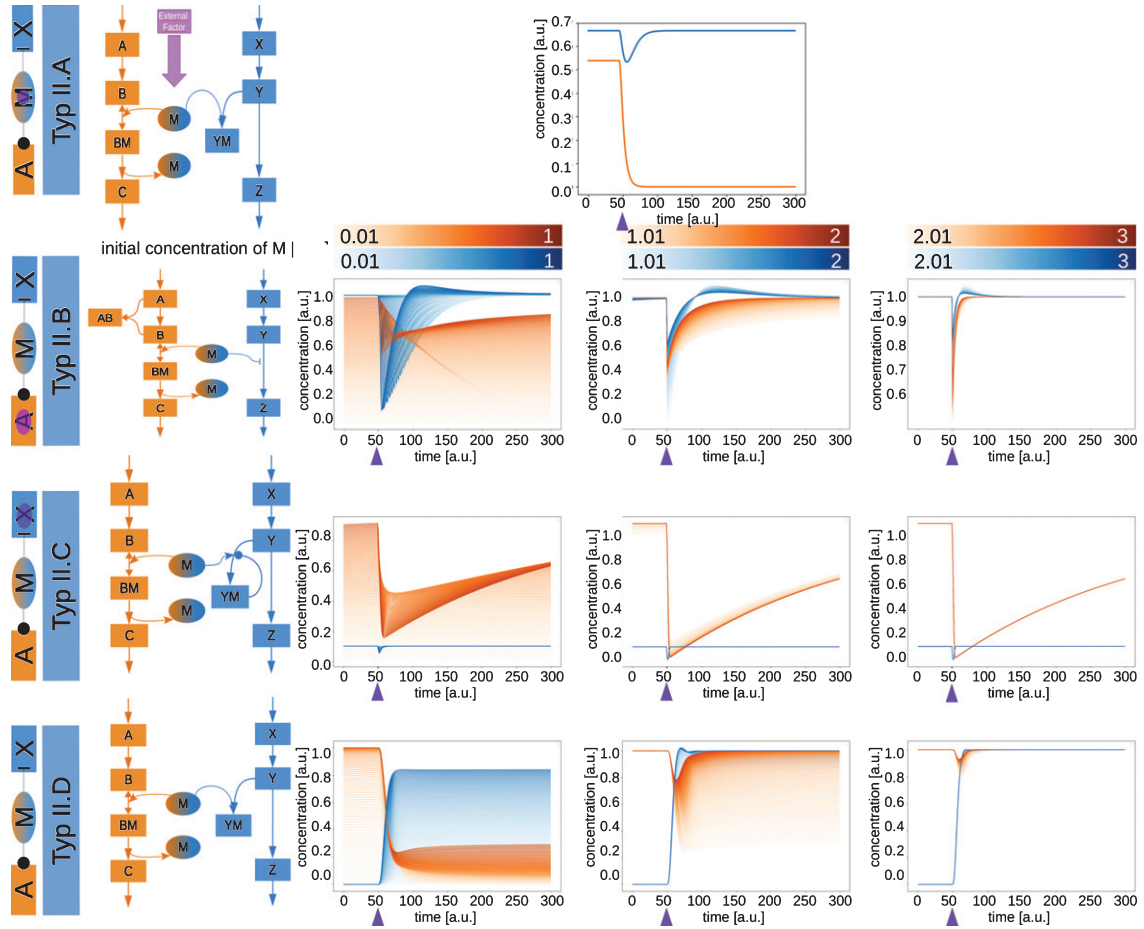 I X
M
A
Typ II.A
External
Factor
A
X
B
Y
M
BM
YM
M
C
Z
concentration [a.u.]
0.7
0.6
0.5
0.4
0.3
0.2
0.1
0.0
0 50 100 150 200 250 300
time [a.u.]
initial concentration of M |
0.01 1
0.01 1
1.01 2
1.01 2
2.01 3
2.01 3
I X
M
A
Typ II.B
A
X
AB
B
Y
M
BM
M
C
Z
concentration [a.u.]
1.0
0.8
0.6
0.4
0.2
0.0
0 50 100 150 200 250 300
time [a.u.]
concentration [a.u.]
1.0
0.8
0.6
0.4
0.2
0.0
0 50 100 150 200 250 300
time [a.u.]
concentration [a.u.]
1.0
0.9
0.8
0.7
0.6
0 50 100 150 200 250 300
time [a.u.]
I X
M
A
Typ II.C
A
X
B
Y
M
BM
YM
M
C
Z
concentration [a.u.]
0.8
0.6
0.4
0.2
0.0
0 50 100 150 200 250 300
time [a.u.]
concentration [a.u.]
1.0
0.8
0.6
0.4
0.2
0.0
0 50 100 150 200 250 300
time [a.u.]
concentration [a.u.]
1.0
0.8
0.6
0.4
0.2
0.0
0 50 100 150 200 250 300
time [a.u.]
I X
M
A
Typ II.D
A
X
B
Y
M
BM
YM
M
C
Z
concentration [a.u.]
1.0
0.8
0.6
0.4
0.2
0.0
0 50 100 150 200 250 300
time [a.u.]
concentration [a.u.]
1.0
0.8
0.6
0.4
0.2
0.0
0 50 100 150 200 250 300
time [a.u.]
concentration [a.u.]
1.0
0.8
0.6
0.4
0.2
0.0
0 50 100 150 200 250 300
time [a.u.]